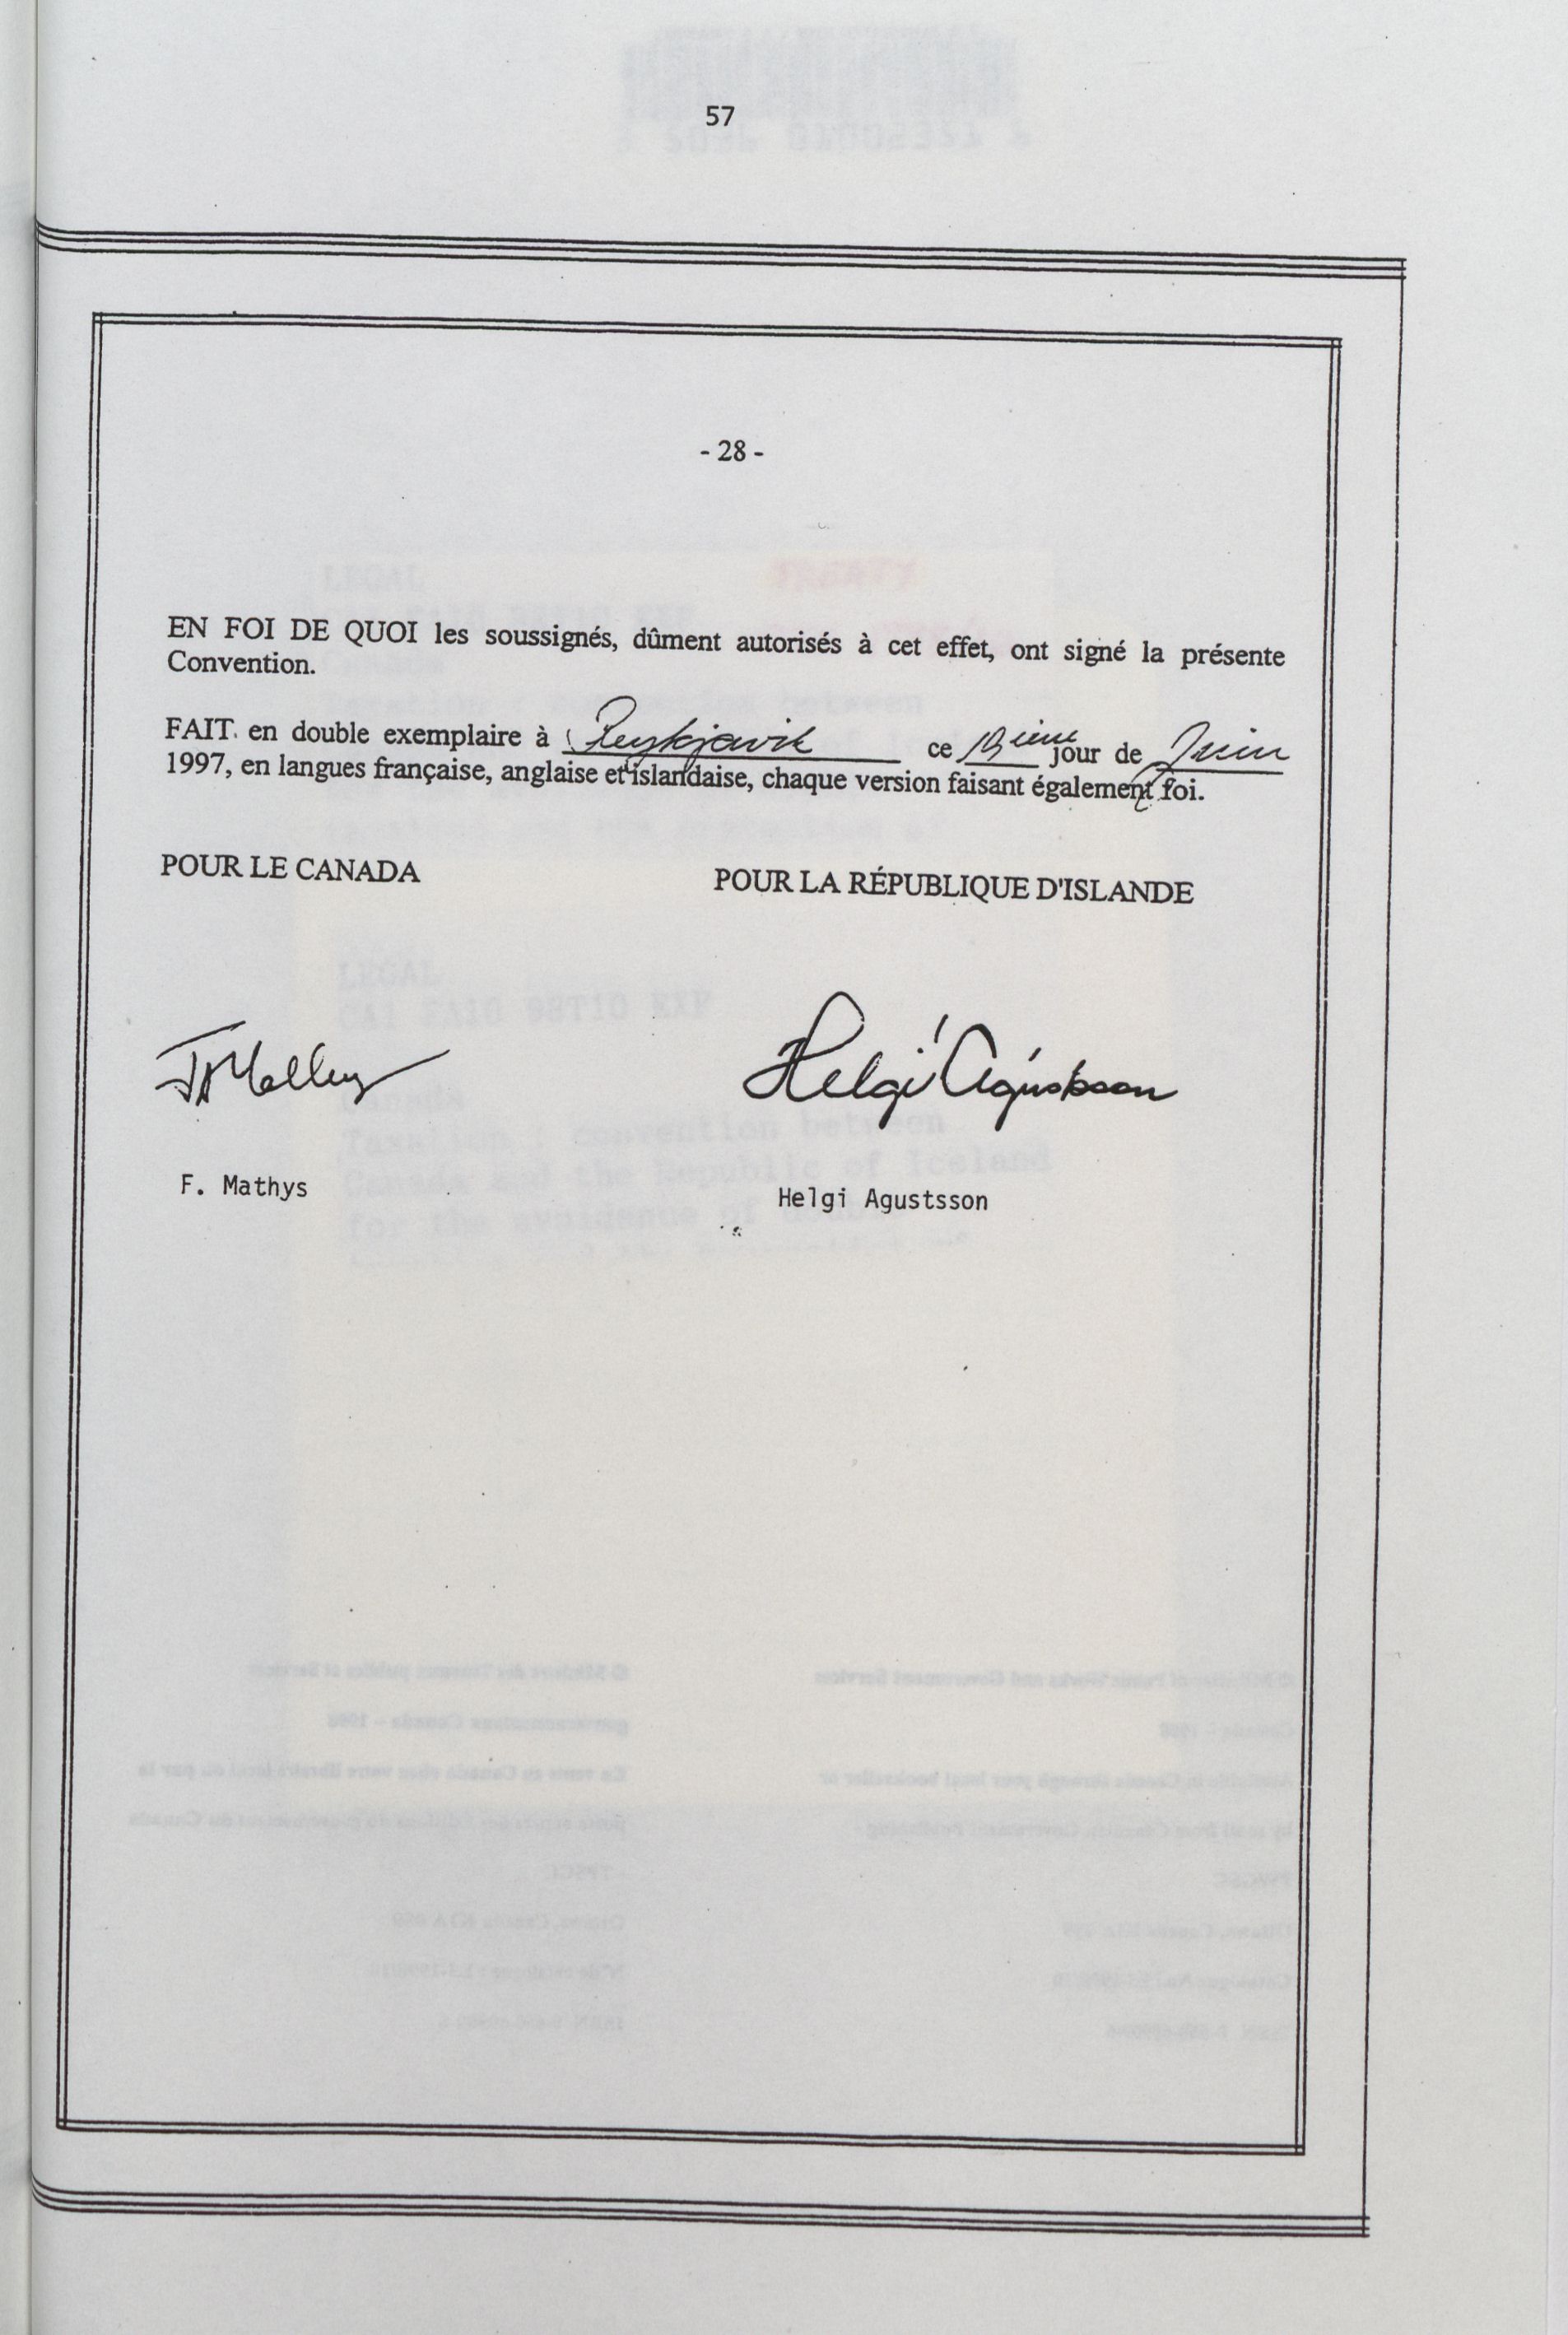 57
- 28 -
EN FOI DE QUOI les soussignés, dûment autorisés à cet effet, ont signé la présente
Convention.
FAIT en double exemplaire à Reykjavik ce 19ième jour de Juin
1997, en langues française, anglaise et islandaise, chaque version faisant également foi.
POUR LE CANADA
POUR LA RÉPUBLIQUE D'ISLANDE
Helgi Ágústsson
F. Mathys
Helgi Agustsson